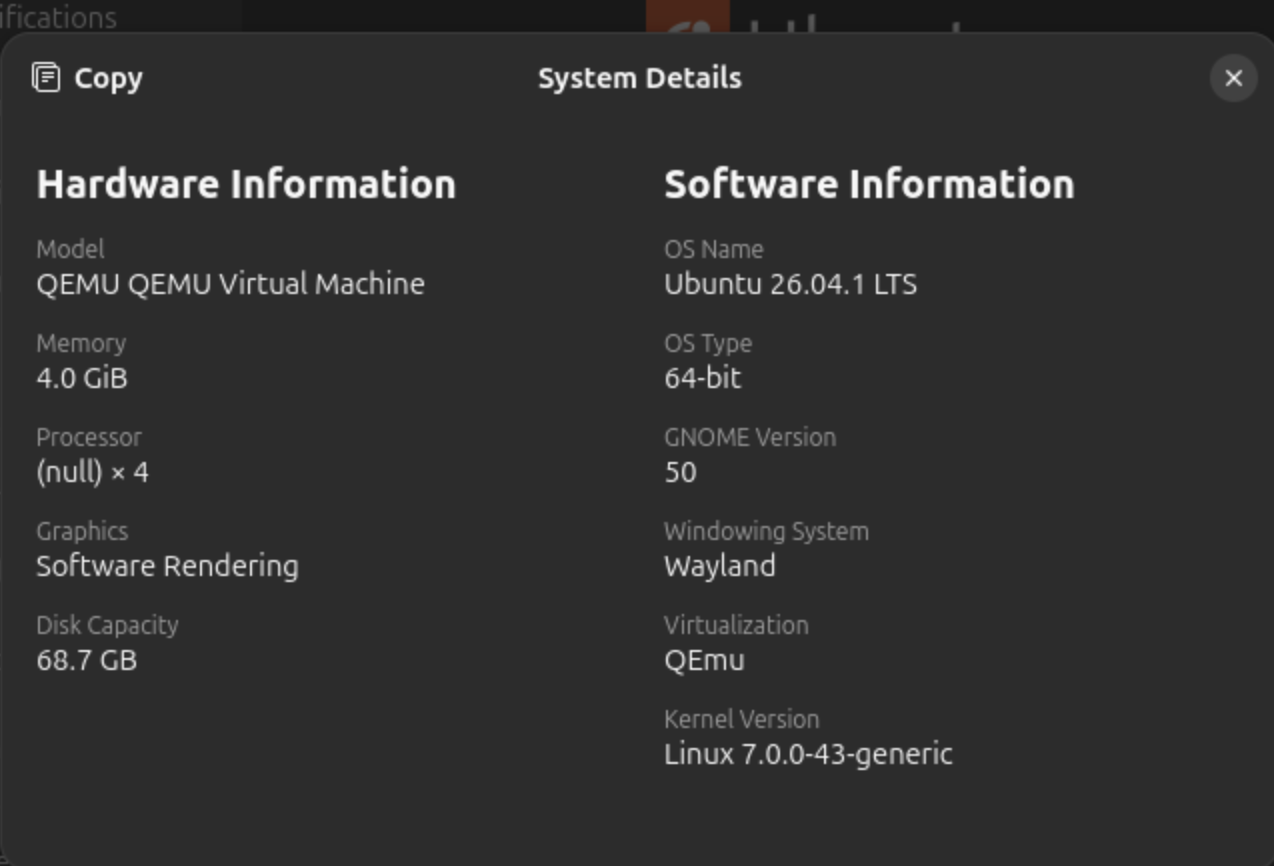 ifications
Copy
System Details
Hardware Information
Model
QEMU QEMU Virtual Machine
Memory
4.0 GiB
Processor
(null) × 4
Graphics
Software Rendering
Disk Capacity
68.7 GB
Software Information
OS Name
Ubuntu 26.04.1 LTS
OS Type
64-bit
GNOME Version
50
Windowing System
Wayland
Virtualization
QEmu
Kernel Version
Linux 7.0.0-43-generic